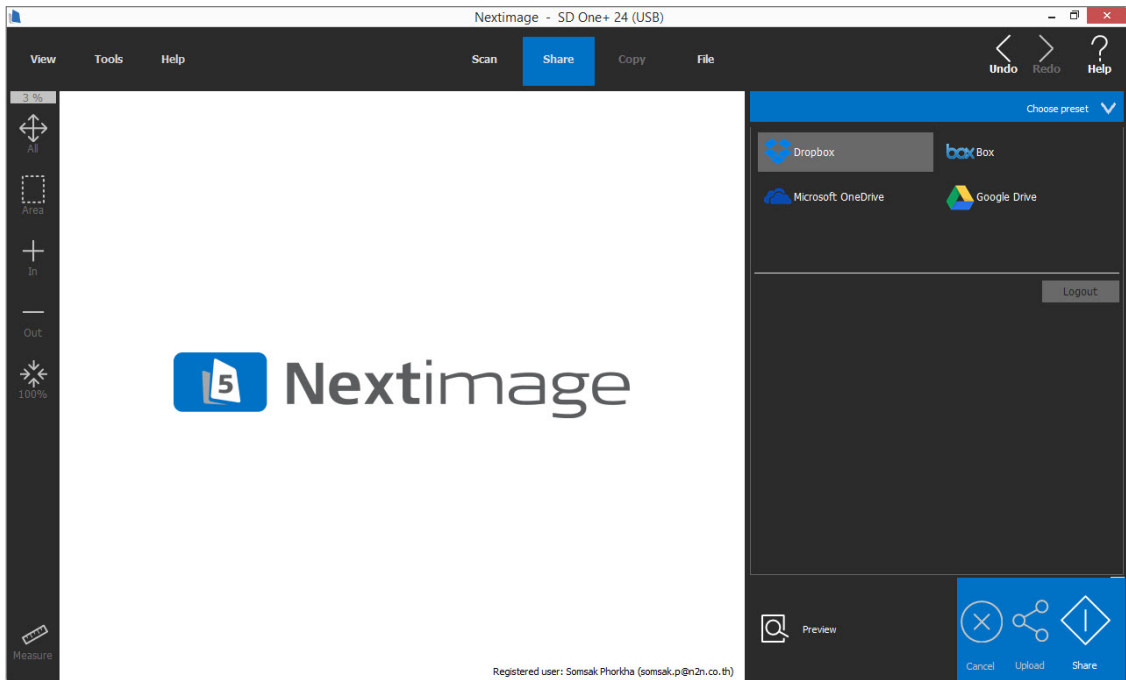 Nextimage - SD One+ 24 (USB)
View Tools Help Scan Share Copy File Undo Redo Help
3 %
All
Area
In
Out
100%
Measure
5 Nextimage
Registered user: Somsak Phorkha (somsak.p@n2n.co.th)
Choose preset
Dropbox box Box
Microsoft OneDrive Google Drive
Logout
Preview
Cancel Upload Share